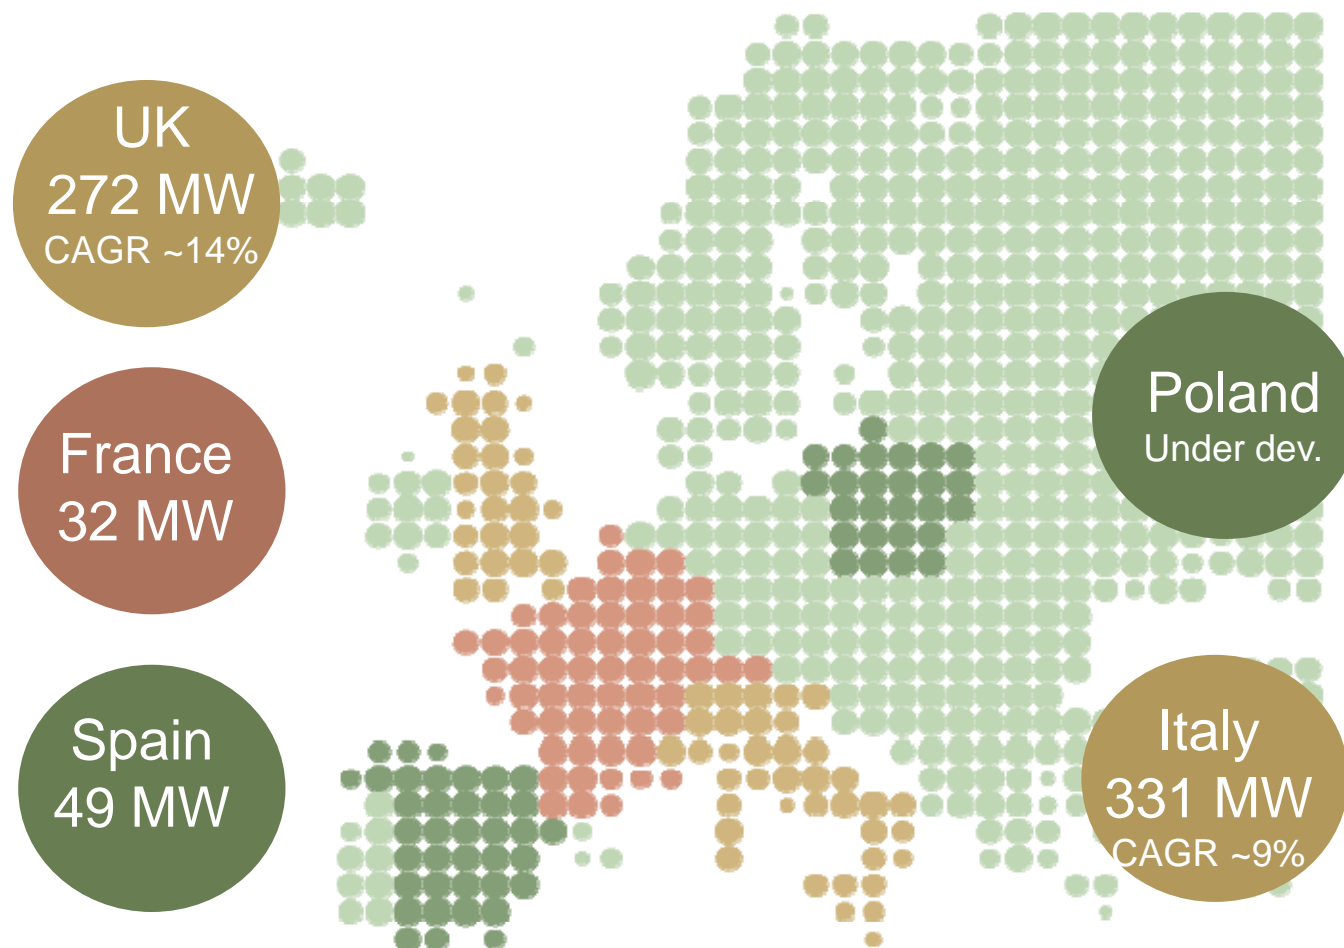 UK
272 MW
CAGR ~14%
France
32 MW
Spain
49 MW
Poland
Under dev.
Italy
331 MW
CAGR ~9%